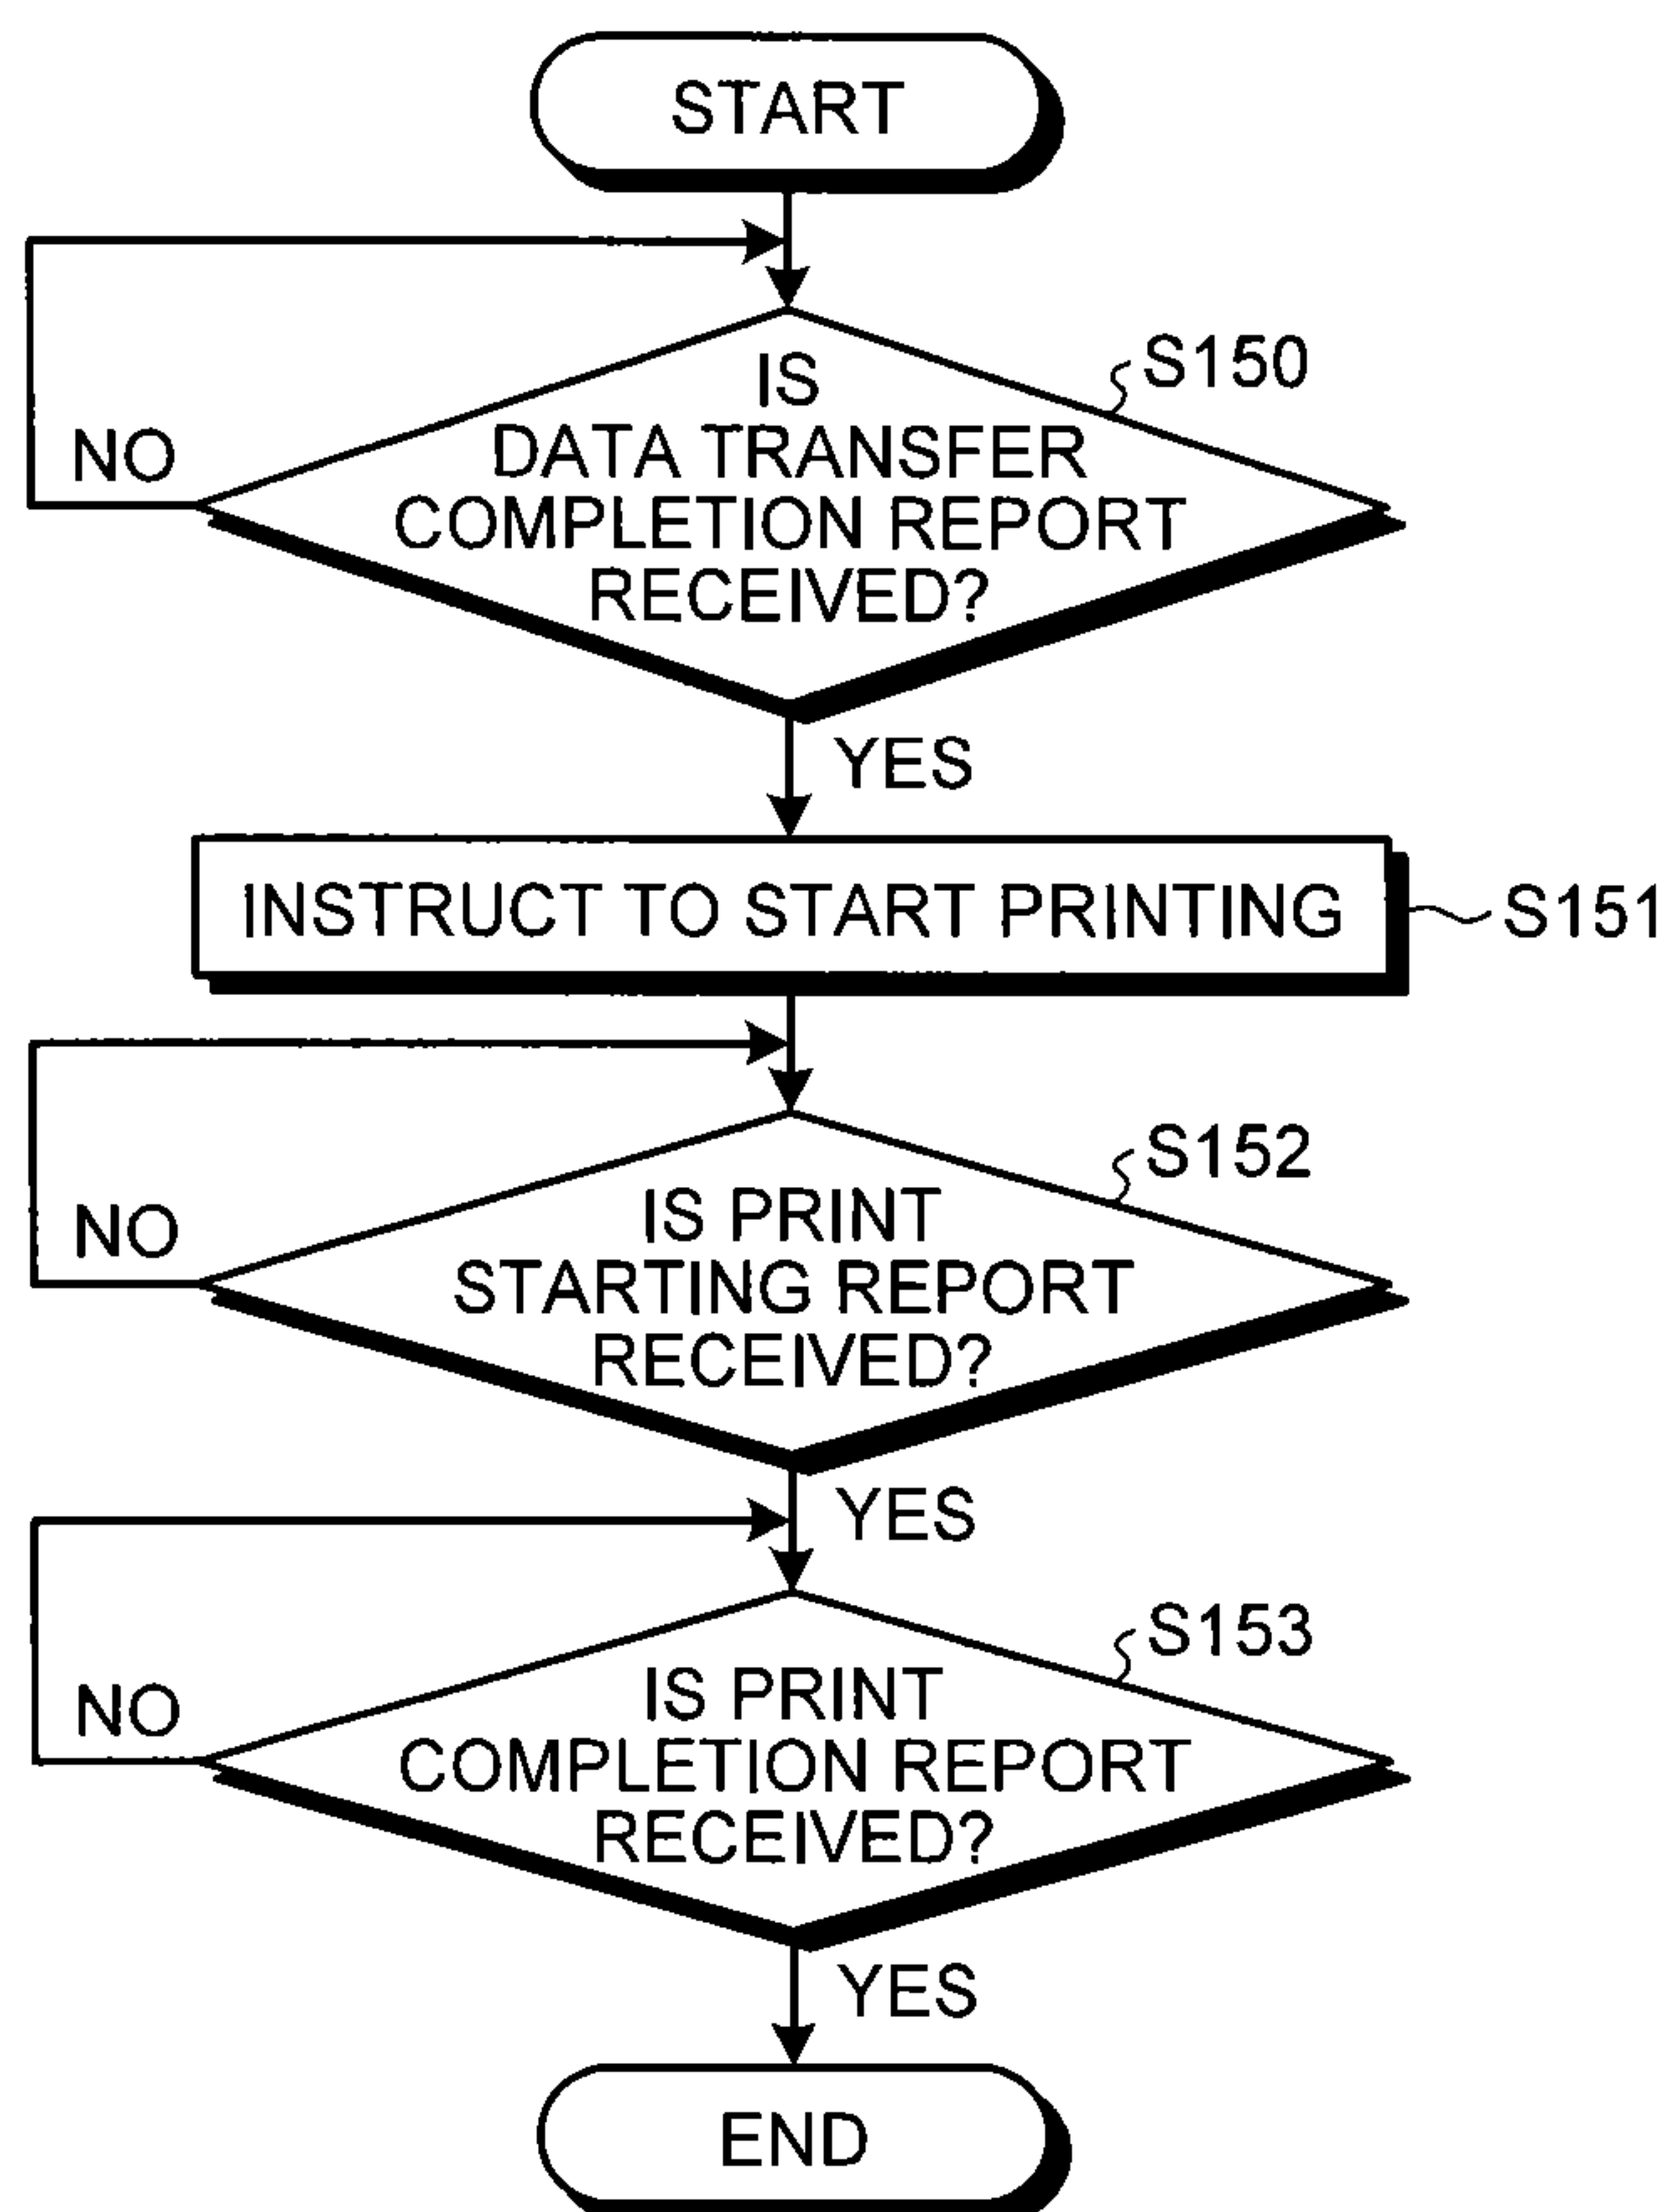 START
IS
DATA TRANSFER
COMPLETION REPORT
RECEIVED?
S150
NO
YES
INSTRUCT TO START PRINTING
S151
IS PRINT
STARTING REPORT
RECEIVED?
S152
NO
YES
IS PRINT
COMPLETION REPORT
RECEIVED?
S153
NO
YES
END